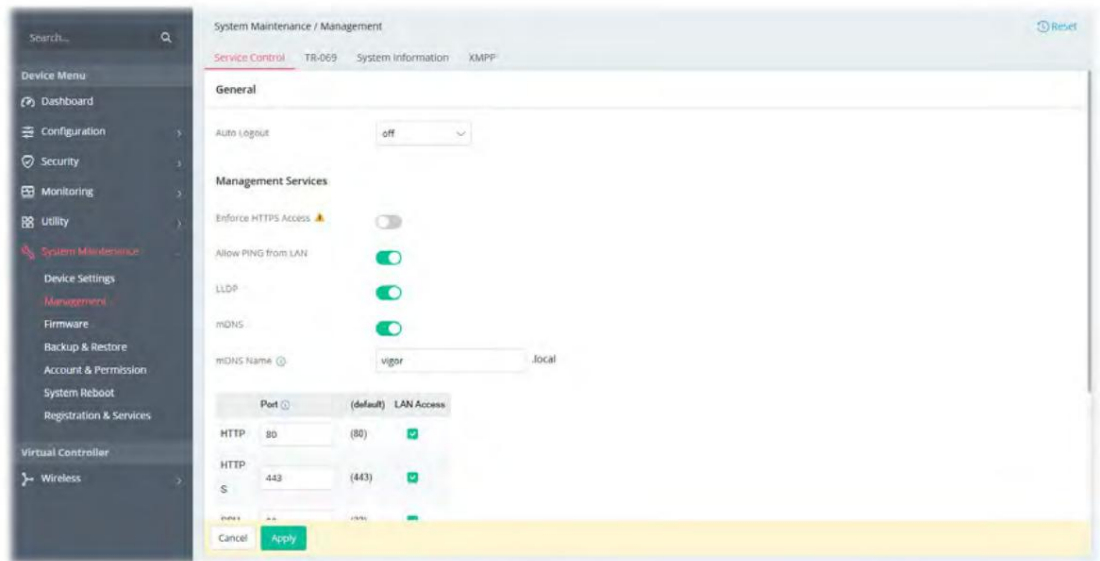 Search...
Device Menu
Dashboard
Configuration
Security
Monitoring
Utility
System Maintenance
Device Settings
Management
Firmware
Backup & Restore
Account & Permission
System Reboot
Registration & Services
Virtual Controller
Wireless
System Maintenance / Management
Reset
Service Control TR-069 System Information XMPP
General
Auto Logout off
Management Services
Enforce HTTPS Access
Allow PING from LAN
LLDP
mDNS
mDNS Name vigor .local
Port (default) LAN Access
HTTP 80 (80)
HTTP
S 443 (443)
Cancel Apply